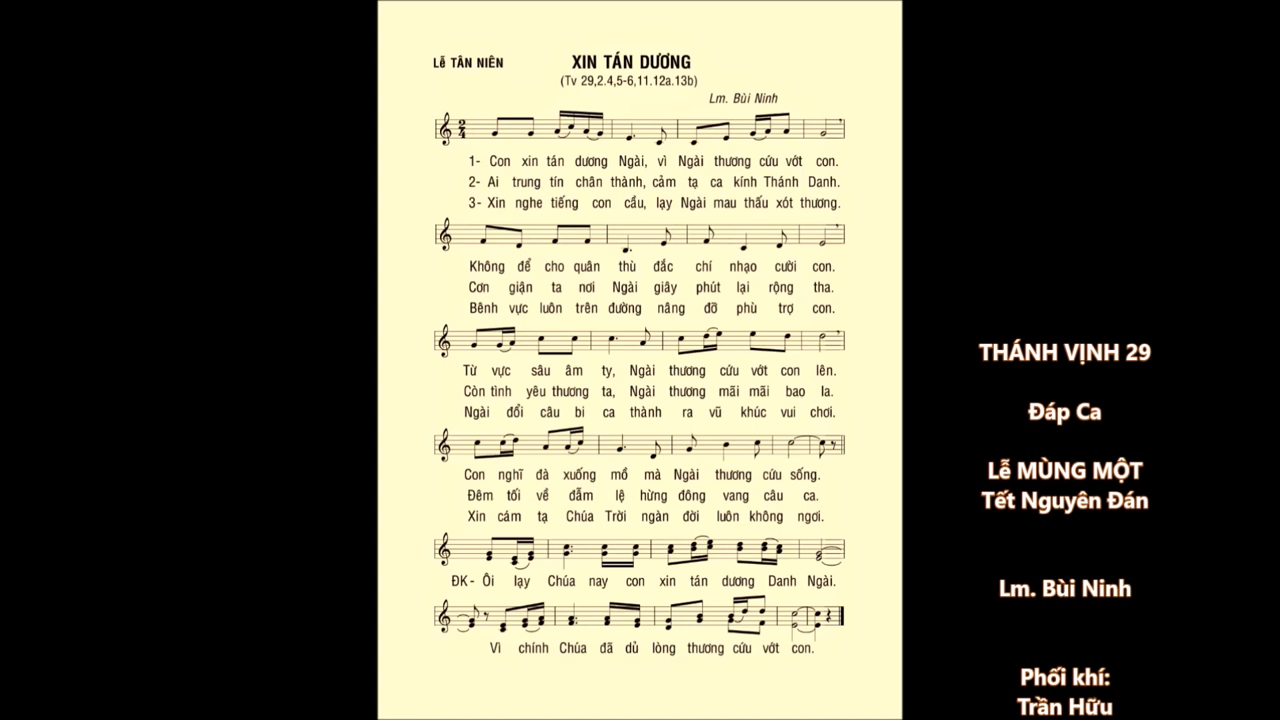 Lễ TÂN NIÊN
XIN TÁN DƯƠNG
(Tv 29,2.4,5-6,11.12a.13b)
Lm. Bùi Ninh
1- Con xin tán dương Ngài, vì Ngài thương cứu vớt con.
2- Ai trung tín chân thành, cảm tạ ca kính Thánh Danh.
3- Xin nghe tiếng con cầu, lạy Ngài mau thấu xót thương.
Không để cho quân thù đắc chí nhạo cười con.
Cơn giận ta nơi Ngài giây phút lại rộng tha.
Bênh vực luôn trên đường nâng đỡ phù trợ con.
Từ vực sâu âm ty, Ngài thương cứu vớt con lên.
Còn tình yêu thương ta, Ngài thương mãi mãi bao la.
Ngài đổi câu bi ca thành ra vũ khúc vui chơi.
Con nghĩ đà xuống mồ mà Ngài thương cứu sống.
Đêm tối về đẫm lệ hừng đông vang câu ca.
Xin cám tạ Chúa Trời ngàn đời luôn không ngơi.
ĐK- Ôi lạy Chúa nay con xin tán dương Danh Ngài.
Vì chính Chúa đã dủ lòng thương cứu vớt con.
THÁNH VỊNH 29
Đáp Ca
Lễ MÙNG MỘT
Tết Nguyên Đán
Lm. Bùi Ninh
Phối khí:
Trần Hữu